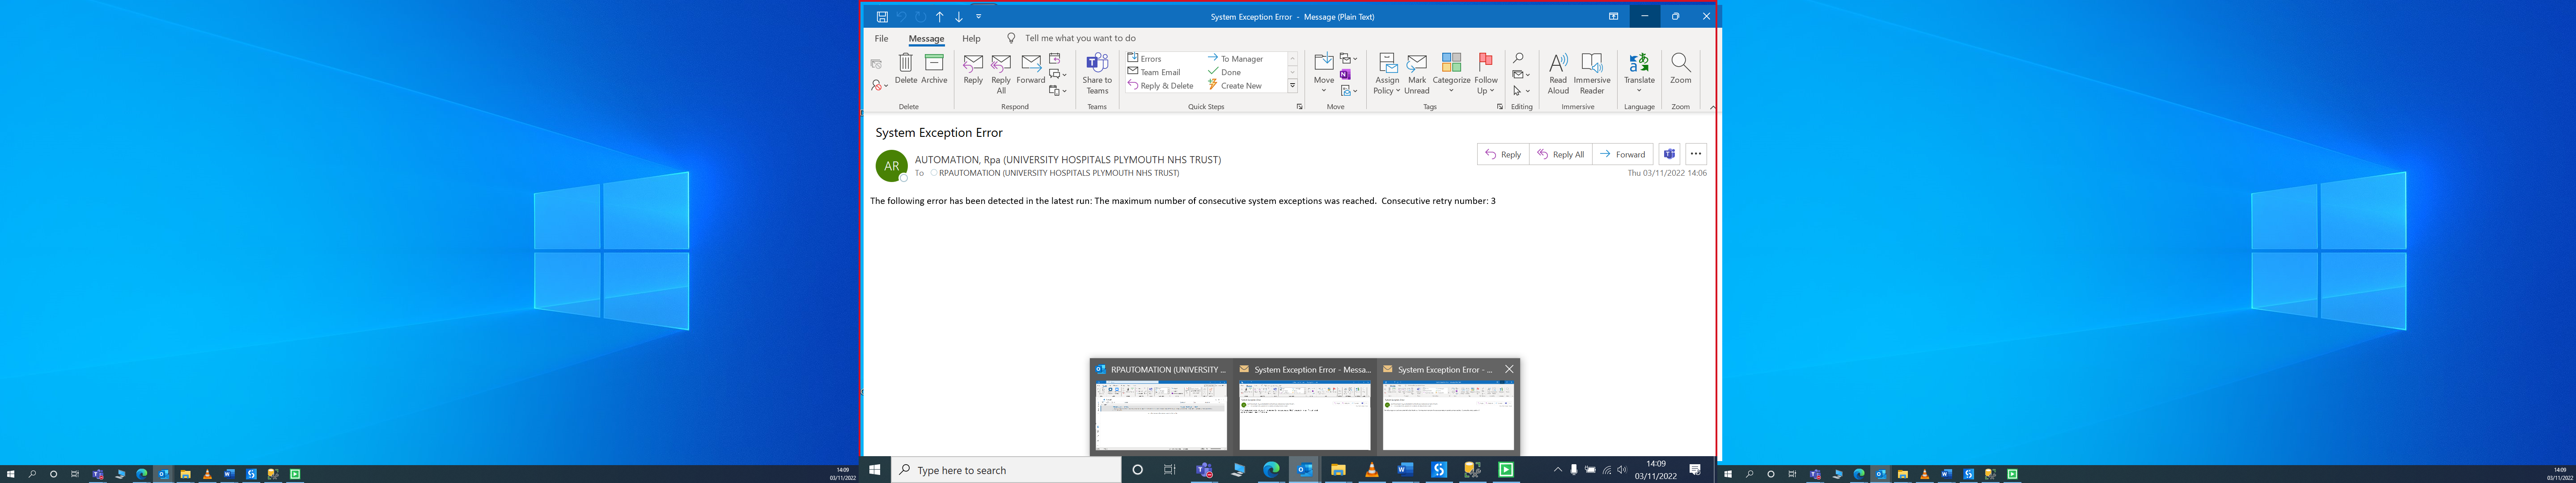 System Exception Error - Message (Plain Text)
File Message Help Tell me what you want to do
Delete
Archive
Reply
Reply All
Forward
Share to Teams
Errors
Team Email
Reply & Delete
To Manager
Done
Create New
Move
Assign Policy
Mark Unread
Categorize
Follow Up
Read Aloud
Immersive Reader
Translate
Zoom
Delete Respond Teams Quick Steps Move Tags Editing Immersive Language Zoom
System Exception Error
AR
AUTOMATION, Rpa (UNIVERSITY HOSPITALS PLYMOUTH NHS TRUST)
To RPAUTOMATION (UNIVERSITY HOSPITALS PLYMOUTH NHS TRUST)
Reply Reply All Forward
Thu 03/11/2022 14:06
The following error has been detected in the latest run: The maximum number of consecutive system exceptions was reached. Consecutive retry number: 3
RPAUTOMATION (UNIVERSITY ...
System Exception Error - Messa...
System Exception Error - ...
14:09
03/11/2022
Type here to search
14:09
03/11/2022
14:09
03/11/2022